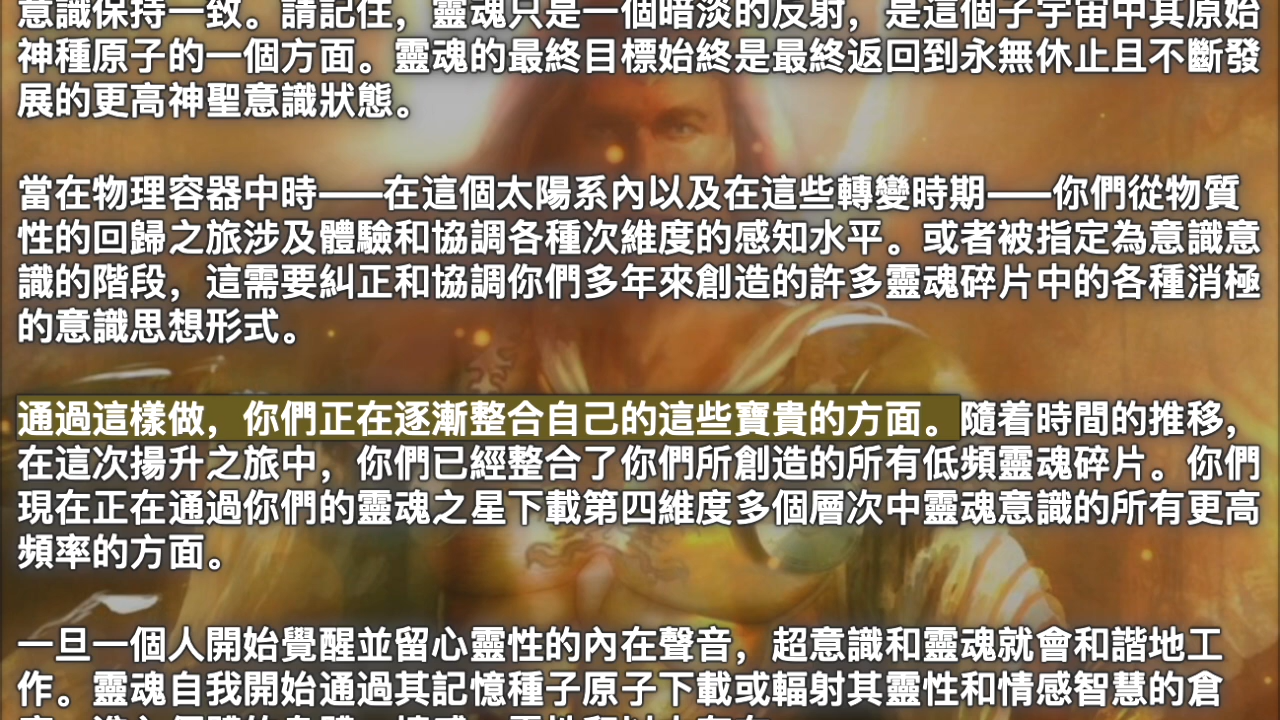 意識保持一致。請記住，靈魂只是一個暗淡的反射，是這個子宇宙中其原始
神種原子的一個方面。靈魂的最終目標始終是最終返回到永無休止且不斷發
展的更高神聖意識狀態。
當在物理容器中時——在這個太陽系內以及在這些轉變時期——你們從物質
性的回歸之旅涉及體驗和協調各種次維度的感知水平。或者被指定為意識意
識的階段，這需要糾正和協調你們多年來創造的許多靈魂碎片中的各種消極
的意識思想形式。
通過這樣做，你們正在逐漸整合自己的這些寶貴的方面。隨着時間的推移，
在這次揚升之旅中，你們已經整合了你們所創造的所有低頻靈魂碎片。你們
現在正在通過你們的靈魂之星下載第四維度多個層次中靈魂意識的所有更高
頻率的方面。
一旦一個人開始覺醒並留心靈性的內在聲音，超意識和靈魂就會和諧地工
作。靈魂自我開始通過其記憶種子原子下載或輻射其靈性和情感智慧的倉